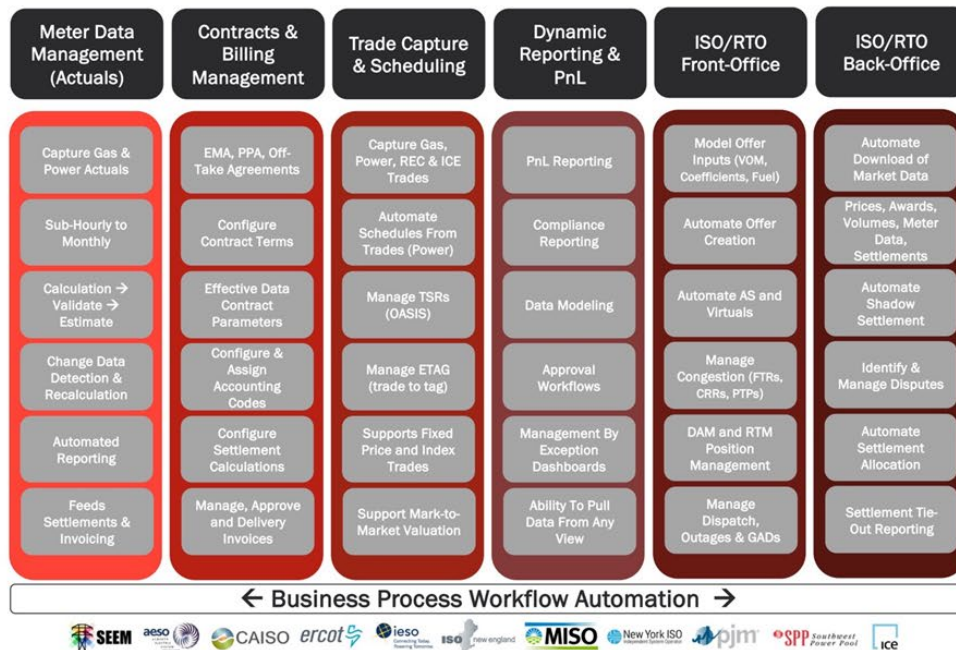 Meter Data
Management
(Actuals)
Contracts &
Billing
Management
Trade Capture
& Scheduling
Dynamic
Reporting &
PnL
ISO/RTO
Front-Office
ISO/RTO
Back-Office
Capture Gas &
Power Actuals
Sub-Hourly to
Monthly
Calculation →
Validate →
Estimate
Change Data
Detection &
Recalculation
Automated
Reporting
Feeds
Settlements &
Invoicing
EMA, PPA, Off-
Take Agreements
Configure
Contract Terms
Effective Data
Contract
Parameters
Configure &
Assign
Accounting
Codes
Configure
Settlement
Calculations
Manage, Approve
and Delivery
Invoices
Capture Gas,
Power, REC & ICE
Trades
Automate
Schedules From
Trades (Power)
Manage TSRs
(OASIS)
Manage ETAG
(trade to tag)
Supports Fixed
Price and Index
Trades
Support Mark-to-
Market Valuation
PnL Reporting
Compliance
Reporting
Data Modeling
Approval
Workflows
Management By
Exception
Dashboards
Ability To Pull
Data From Any
View
Model Offer
Inputs (VOM,
Coefficients, Fuel)
Automate Offer
Creation
Automate AS and
Virtuals
Manage
Congestion (FTRs,
CRRs, PTPs)
DAM and RTM
Position
Management
Manage
Dispatch,
Outages & GADs
Automate
Download of
Market Data
Prices, Awards,
Volumes, Meter
Data,
Settlements
Automate
Shadow
Settlement
Identify &
Manage Disputes
Automate
Settlement
Allocation
Settlement Tie-
Out Reporting
← Business Process Workflow Automation →
SEEM
aeso
CAISO
ercot
ieso
Connecting Today.
Powering Tomorrow.
ISO new england
MISO
New York ISO
Independent System Operator
pjm
SPP Southwest
Power Pool
ICE